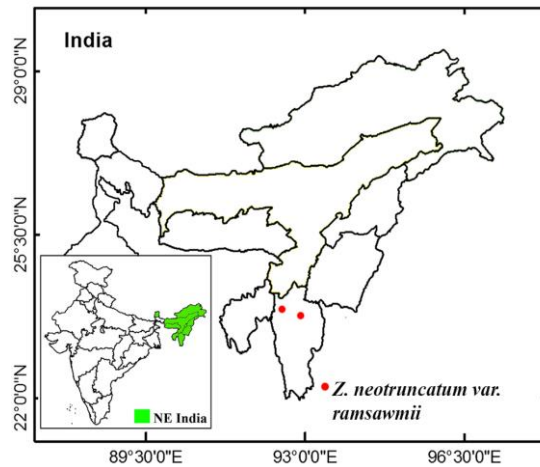 India
29°0'0"N
25°30'0"N
22°0'0"N
NE India
Z. neotruncatum var.
ramsawmii
89°30'0"E
93°0'0"E
96°30'0"E